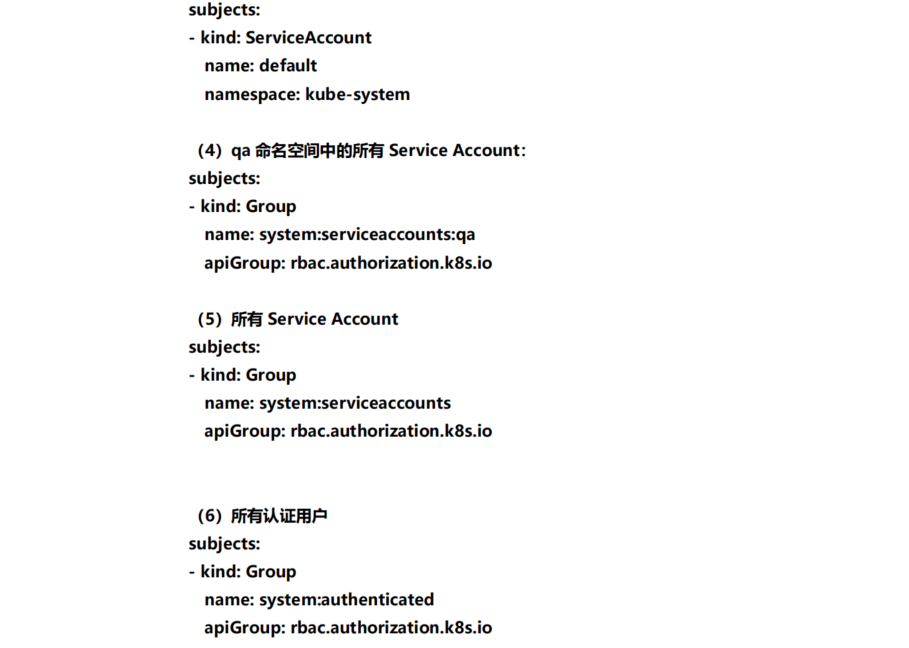 subjects:
- kind: ServiceAccount
name: default
namespace: kube-system
（4）qa 命名空间中的所有 Service Account：
subjects:
- kind: Group
name: system:serviceaccounts:qa
apiGroup: rbac.authorization.k8s.io
（5）所有 Service Account
subjects:
- kind: Group
name: system:serviceaccounts
apiGroup: rbac.authorization.k8s.io
（6）所有认证用户
subjects:
- kind: Group
name: system:authenticated
apiGroup: rbac.authorization.k8s.io